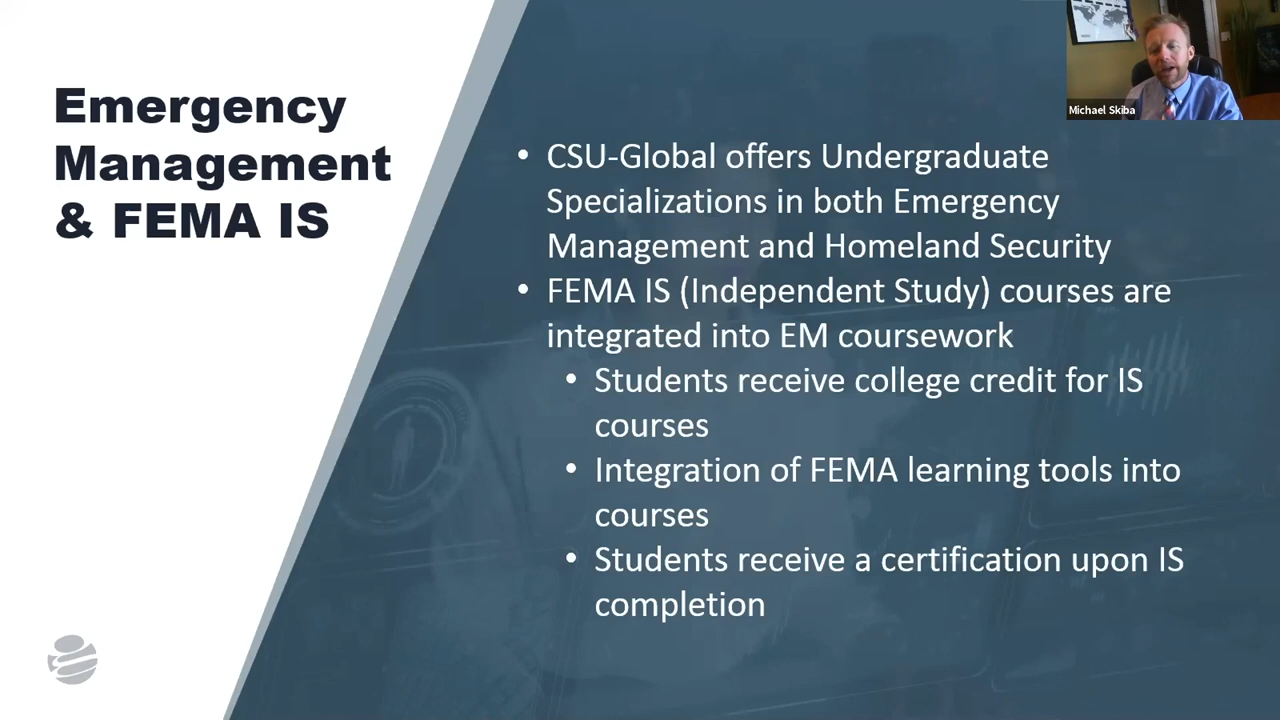 Emergency
Management
& FEMA IS
Michael Skiba
• CSU-Global offers Undergraduate
Specializations in both Emergency
Management and Homeland Security
• FEMA IS (Independent Study) courses are
integrated into EM coursework
• Students receive college credit for IS
courses
• Integration of FEMA learning tools into
courses
• Students receive a certification upon IS
completion